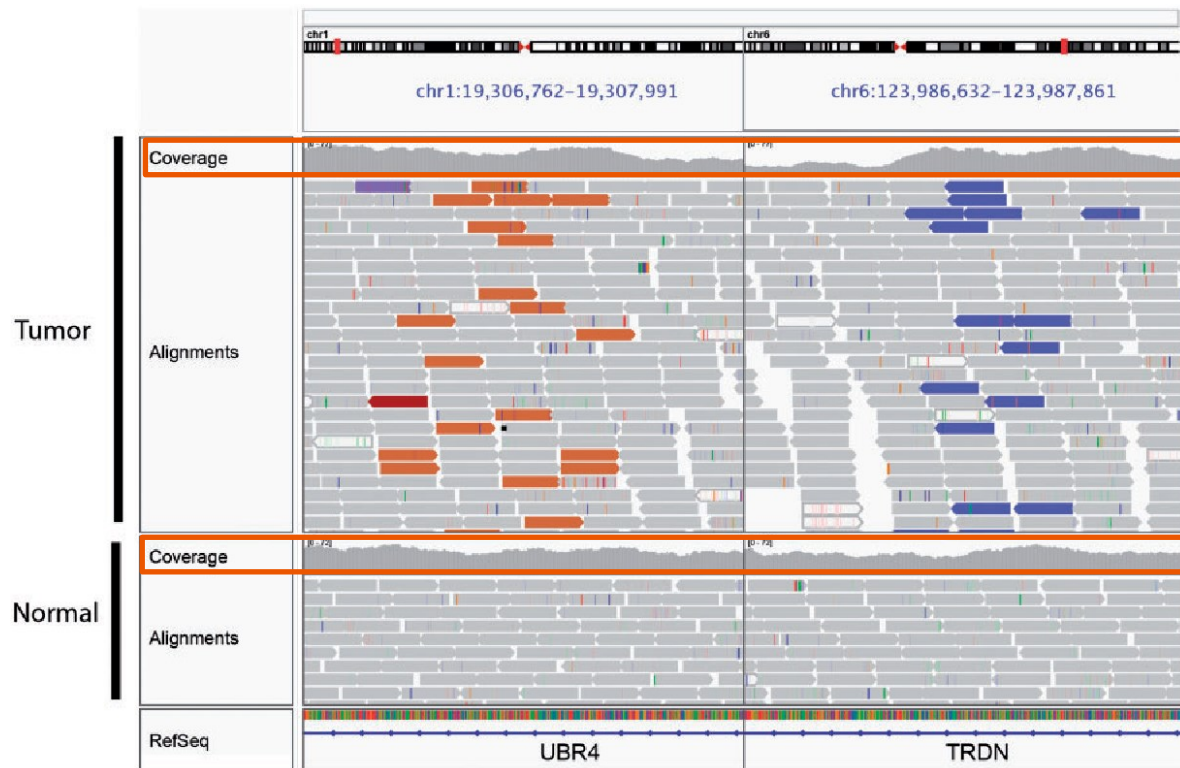 chr1 chr6
chr1:19,306,762-19,307,991 chr6:123,986,632-123,987,861
Coverage
Tumor
Alignments
Coverage
Normal
Alignments
RefSeq
UBR4 TRDN